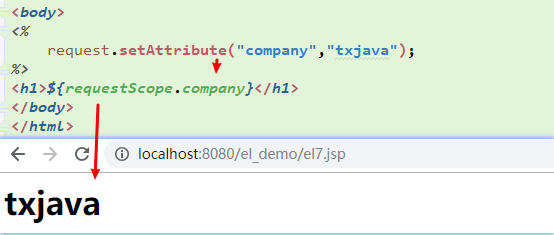 <body>
<%
request.setAttribute("company","txjava");
%>
<h1>${requestScope.company}</h1>
</body>
</html>
localhost:8080/el_demo/el7.jsp
txjava